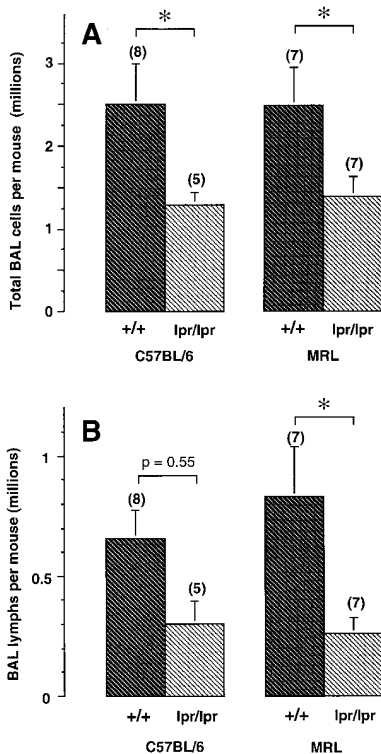 A
*
*
(8)
(7)
(5)
(7)
3
2
1
0
Total BAL cells per mouse (millions)
+/+
lpr/lpr
+/+
lpr/lpr
C57BL/6
MRL
B
*
p = 0.55
(7)
(8)
(5)
(7)
1
0.5
0
BAL lymphs per mouse (millions)
+/+
lpr/lpr
+/+
lpr/lpr
C57BL/6
MRL